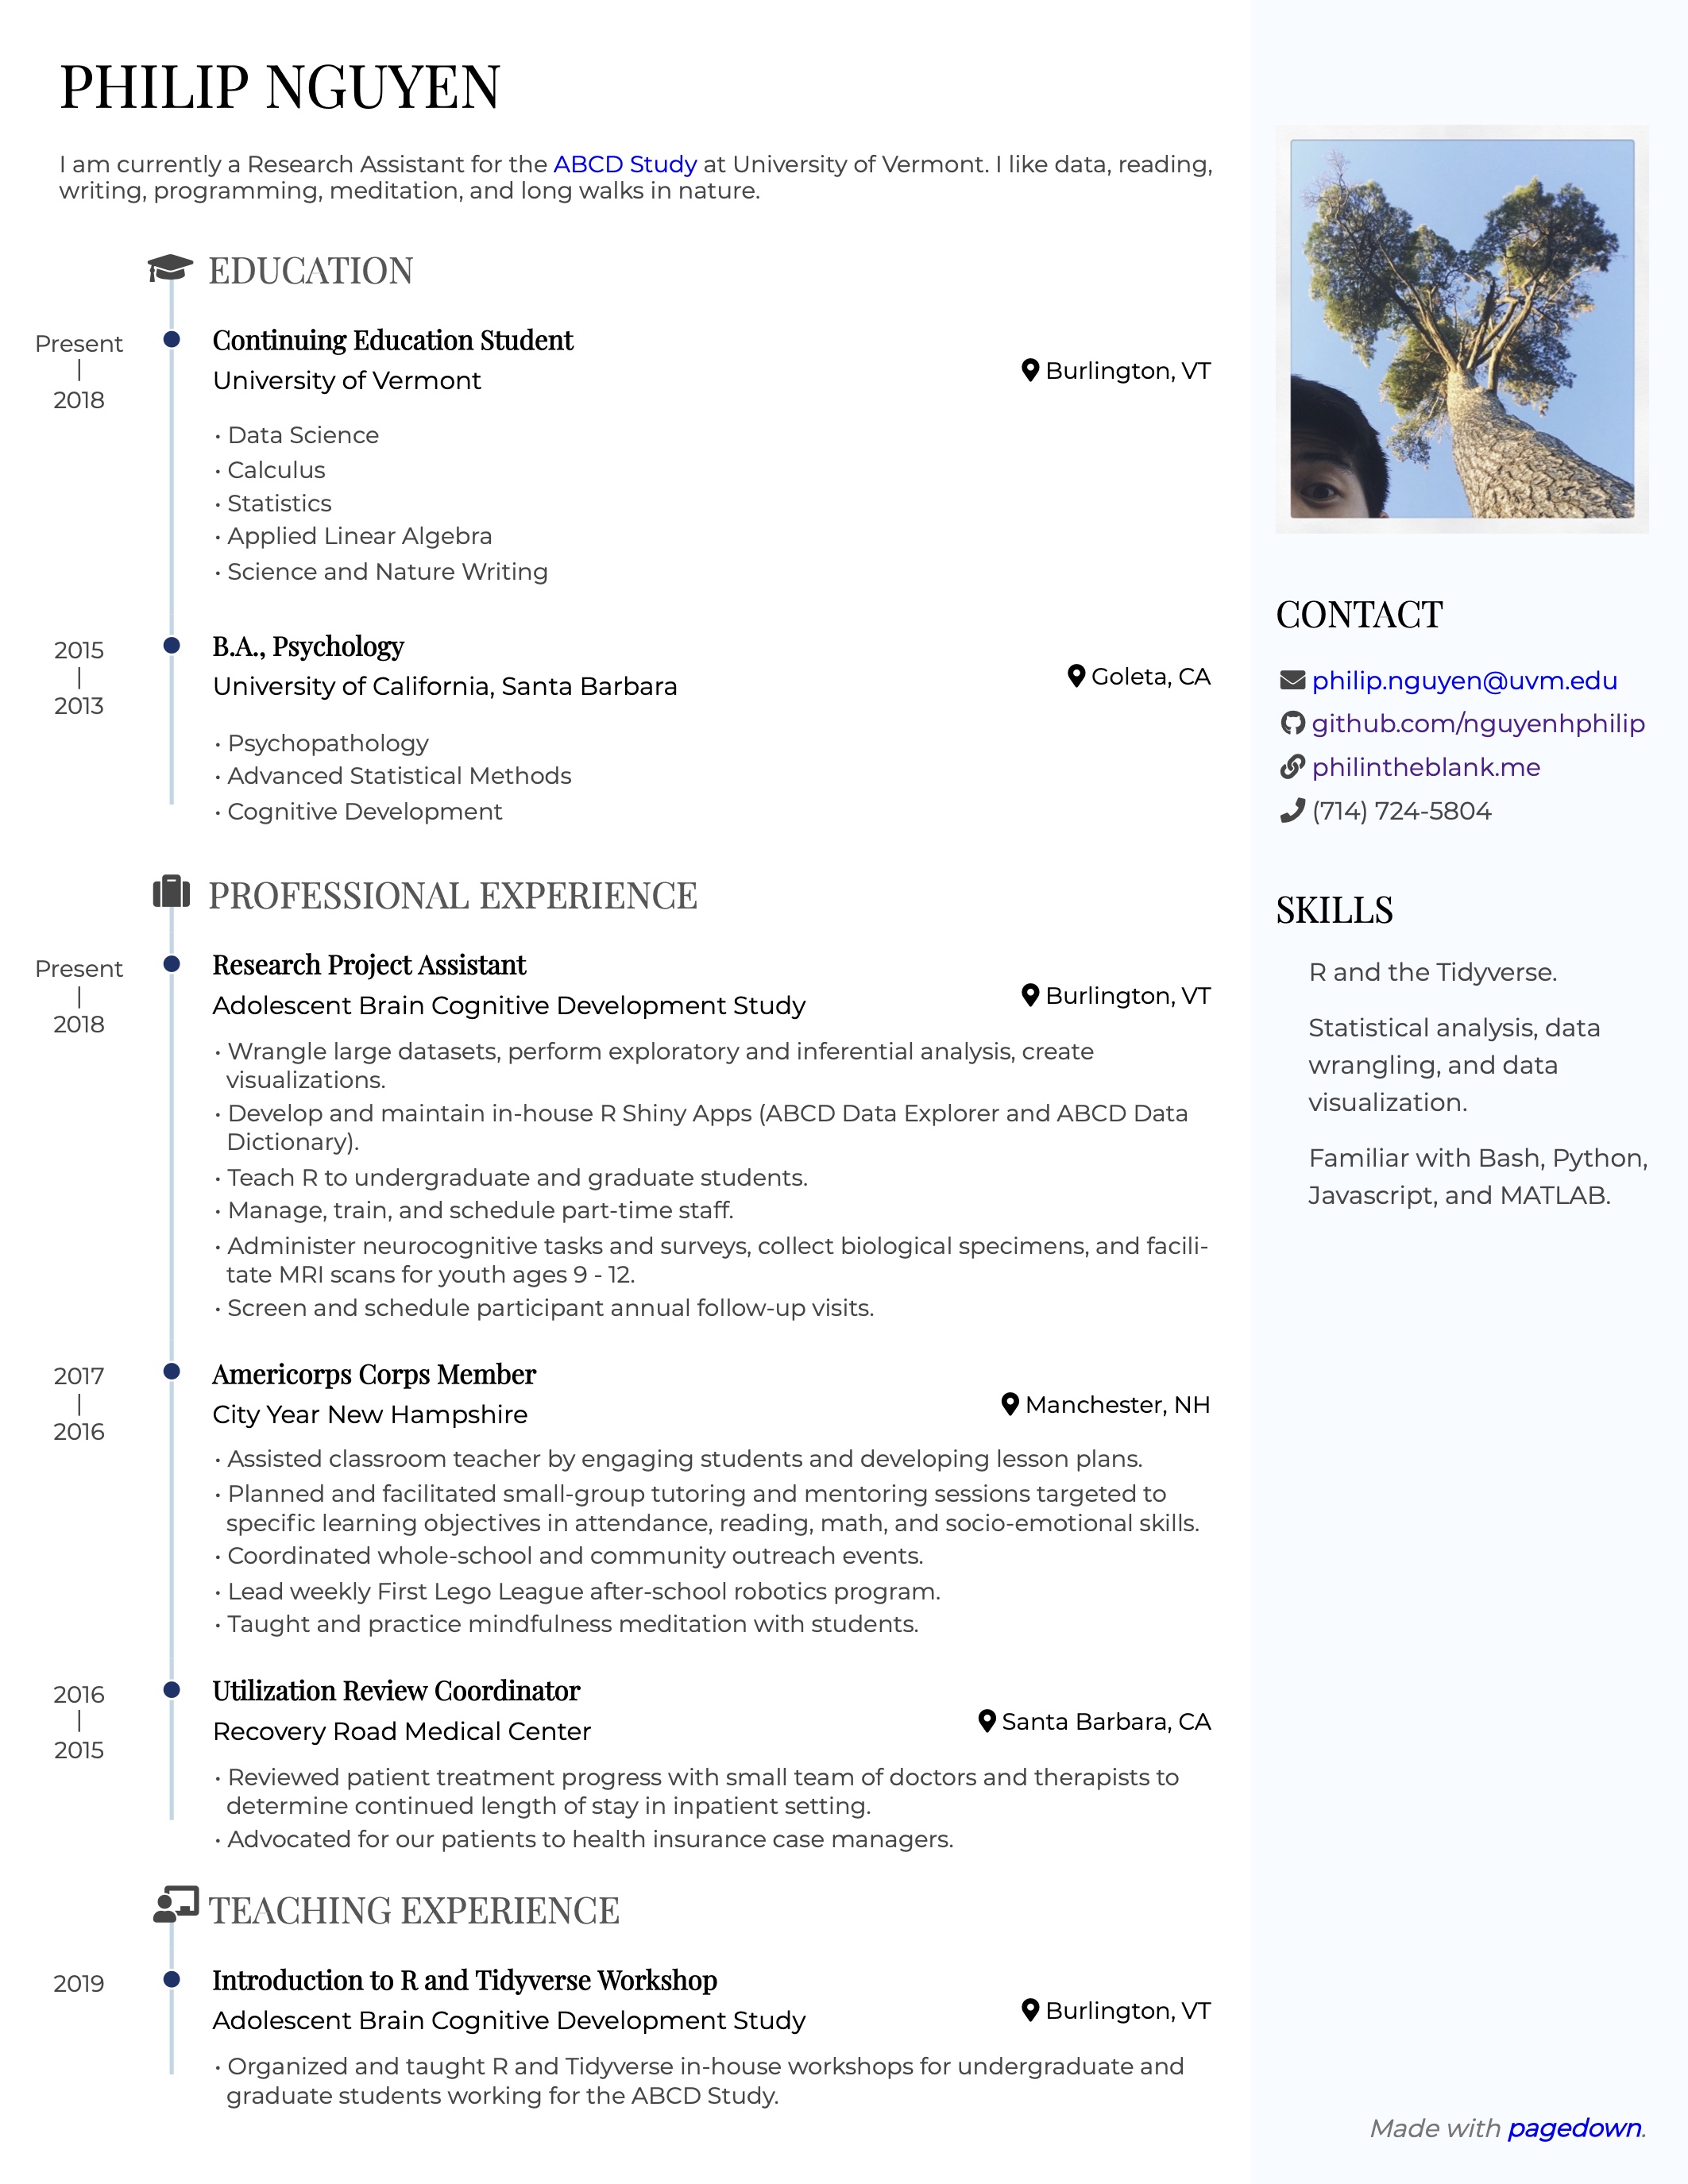 PHILIP NGUYEN
I am currently a Research Assistant for the ABCD Study at University of Vermont. I like data, reading,
writing, programming, meditation, and long walks in nature.
EDUCATION
Present
|
2018
Continuing Education Student
University of Vermont
Burlington, VT
• Data Science
• Calculus
• Statistics
• Applied Linear Algebra
• Science and Nature Writing
2015
|
2013
B.A., Psychology
University of California, Santa Barbara
Goleta, CA
• Psychopathology
• Advanced Statistical Methods
• Cognitive Development
PROFESSIONAL EXPERIENCE
Present
|
2018
Research Project Assistant
Adolescent Brain Cognitive Development Study
Burlington, VT
• Wrangle large datasets, perform exploratory and inferential analysis, create
visualizations.
• Develop and maintain in-house R Shiny Apps (ABCD Data Explorer and ABCD Data
Dictionary).
• Teach R to undergraduate and graduate students.
• Manage, train, and schedule part-time staff.
• Administer neurocognitive tasks and surveys, collect biological specimens, and facili-
tate MRI scans for youth ages 9 - 12.
• Screen and schedule participant annual follow-up visits.
2017
|
2016
Americorps Corps Member
City Year New Hampshire
Manchester, NH
• Assisted classroom teacher by engaging students and developing lesson plans.
• Planned and facilitated small-group tutoring and mentoring sessions targeted to
specific learning objectives in attendance, reading, math, and socio-emotional skills.
• Coordinated whole-school and community outreach events.
• Lead weekly First Lego League after-school robotics program.
• Taught and practice mindfulness meditation with students.
2016
|
2015
Utilization Review Coordinator
Recovery Road Medical Center
Santa Barbara, CA
• Reviewed patient treatment progress with small team of doctors and therapists to
determine continued length of stay in inpatient setting.
• Advocated for our patients to health insurance case managers.
TEACHING EXPERIENCE
2019
Introduction to R and Tidyverse Workshop
Adolescent Brain Cognitive Development Study
Burlington, VT
• Organized and taught R and Tidyverse in-house workshops for undergraduate and
graduate students working for the ABCD Study.
CONTACT
philip.nguyen@uvm.edu
github.com/nguyenhphilip
philintheblank.me
(714) 724-5804
SKILLS
R and the Tidyverse.
Statistical analysis, data
wrangling, and data
visualization.
Familiar with Bash, Python,
Javascript, and MATLAB.
Made with pagedown.